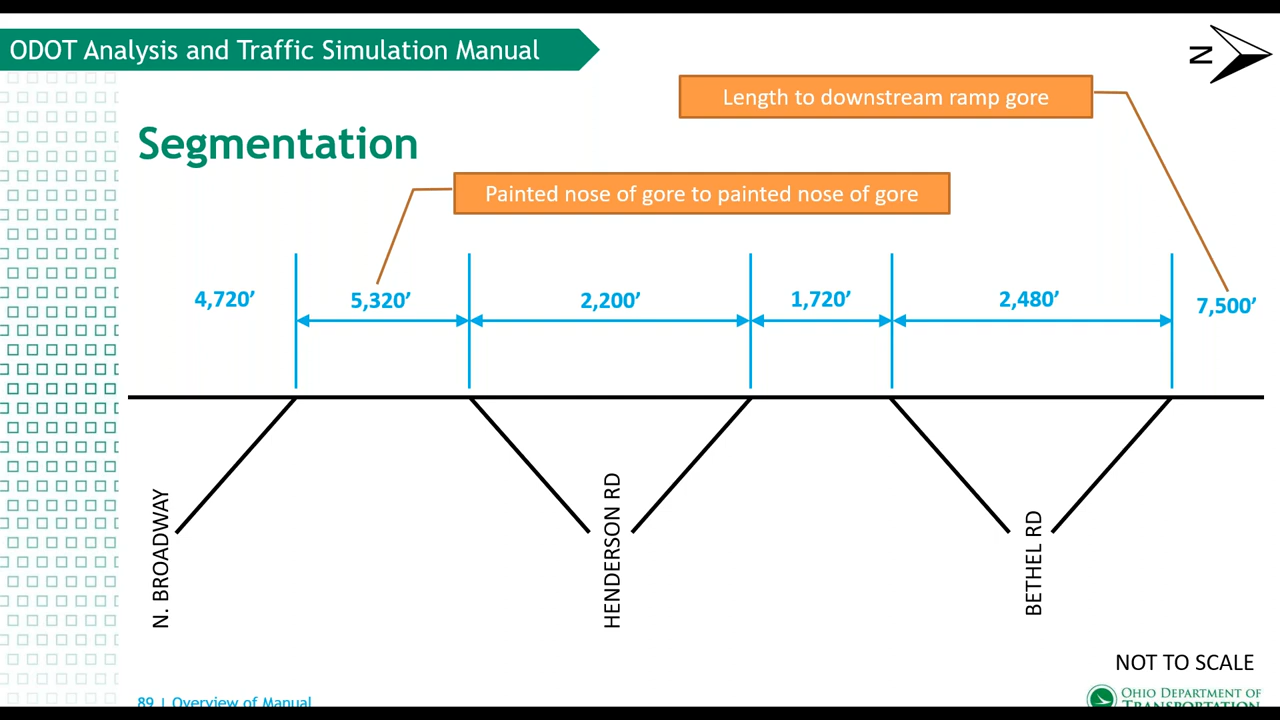 ODOT Analysis and Traffic Simulation Manual
N
Length to downstream ramp gore
Segmentation
Painted nose of gore to painted nose of gore
4,720’
5,320’
2,200’
1,720’
2,480’
7,500’
N. BROADWAY
HENDERSON RD
BETHEL RD
NOT TO SCALE
89 | Overview of Manual
OHIO DEPARTMENT OF
TRANSPORTATION